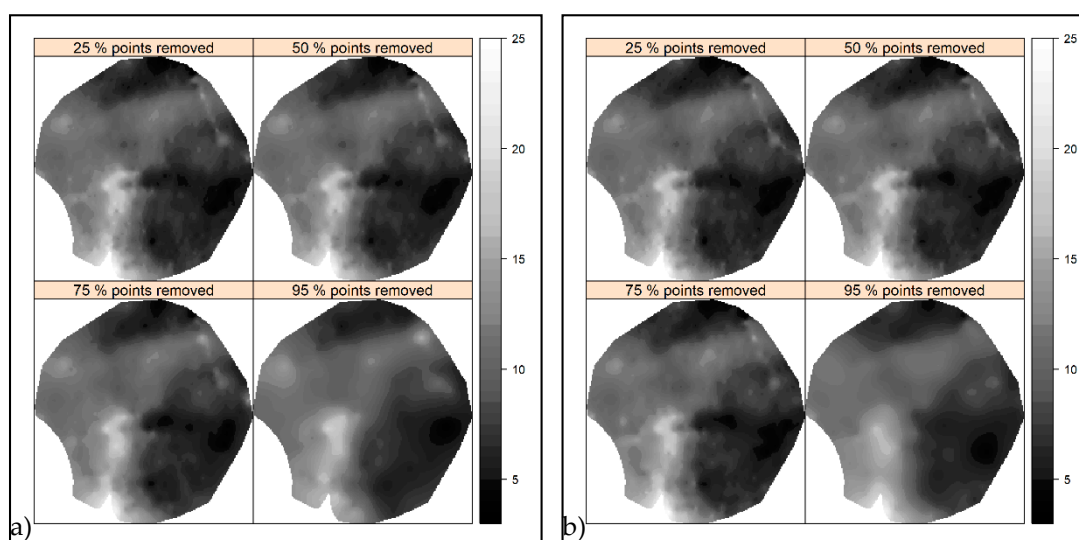 25 % points removed
50 % points removed
75 % points removed
95 % points removed
25
20
15
10
5
a)
25 % points removed
50 % points removed
75 % points removed
95 % points removed
25
20
15
10
5
b)